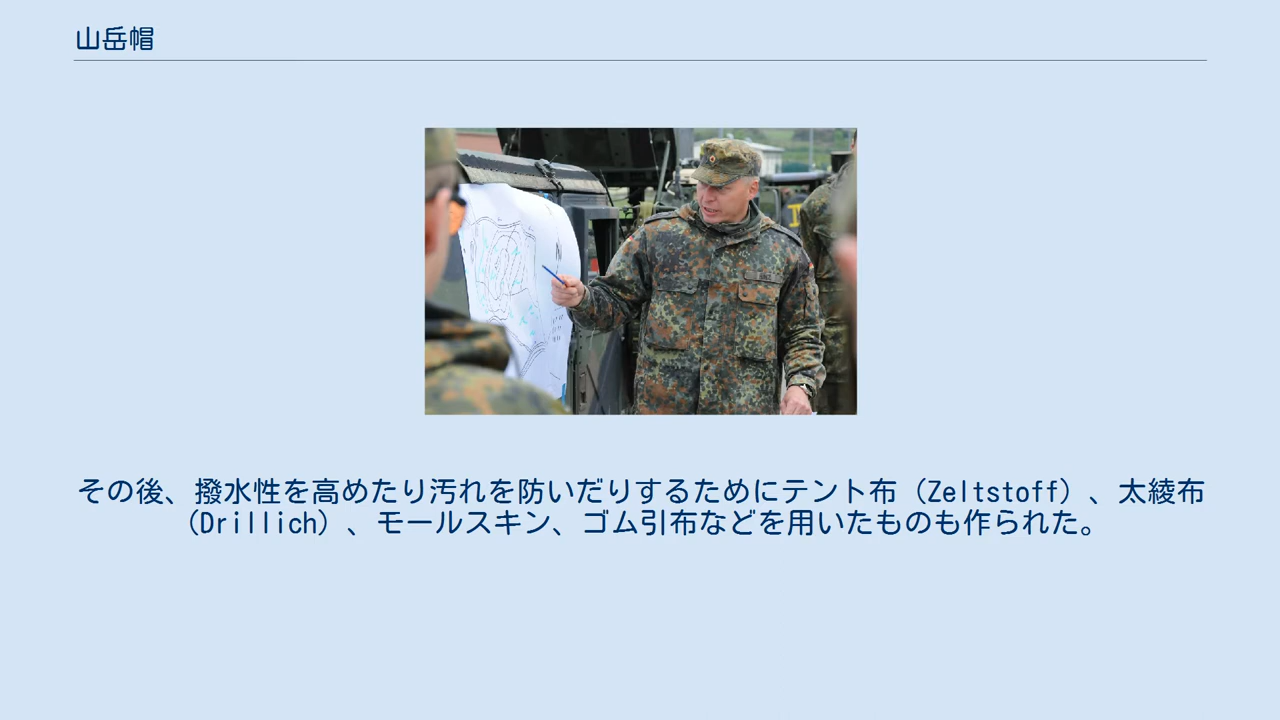 山岳帽
その後、撥水性を高めたり汚れを防いだりするためにテント布（Zeltstoff）、太綾布
（Drillich）、モールスキン、ゴム引布などを用いたものも作られた。